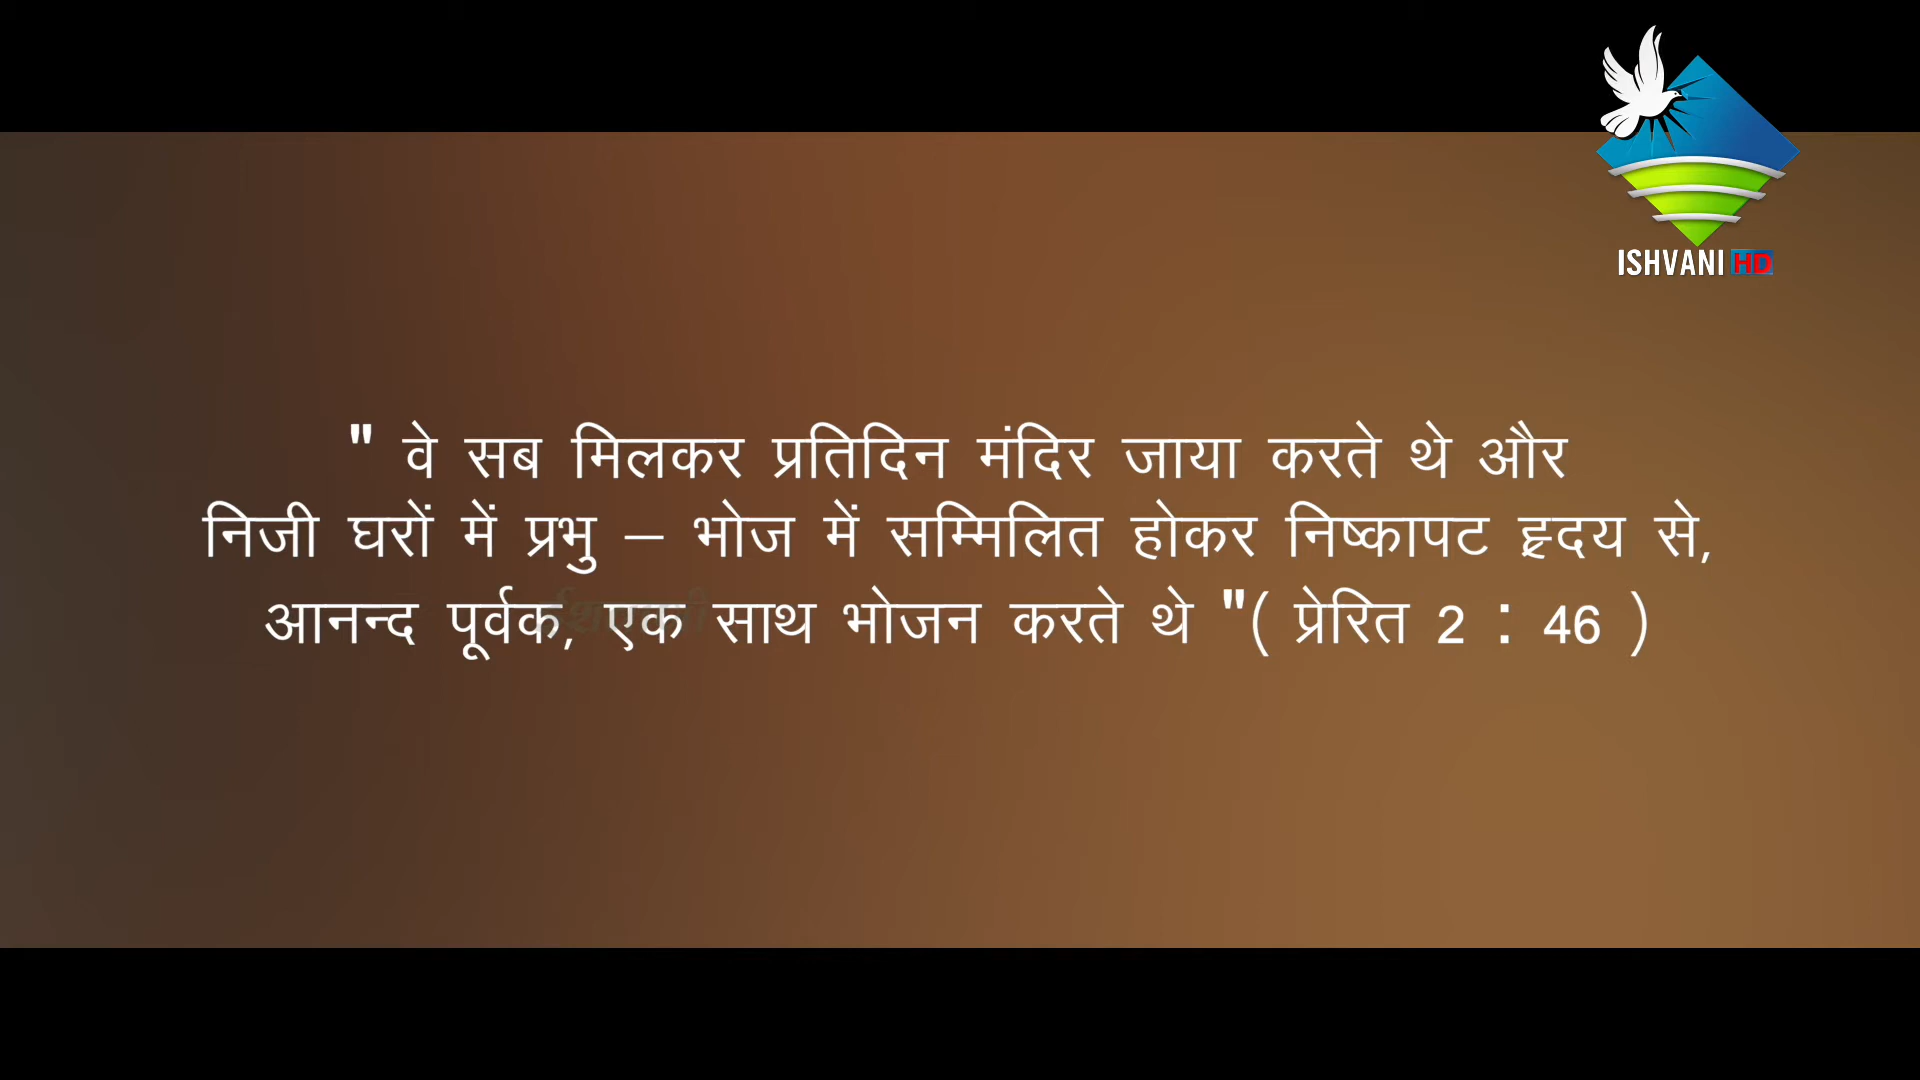 ISHVANI HD
" वे सब मिलकर प्रतिदिन मंदिर जाया करते थे और
निजी घरों में प्रभु – भोज में सम्मिलित होकर निष्कापट हृदय से,
आनन्द पूर्वक, एक साथ भोजन करते थे "( प्रेरित 2 : 46 )